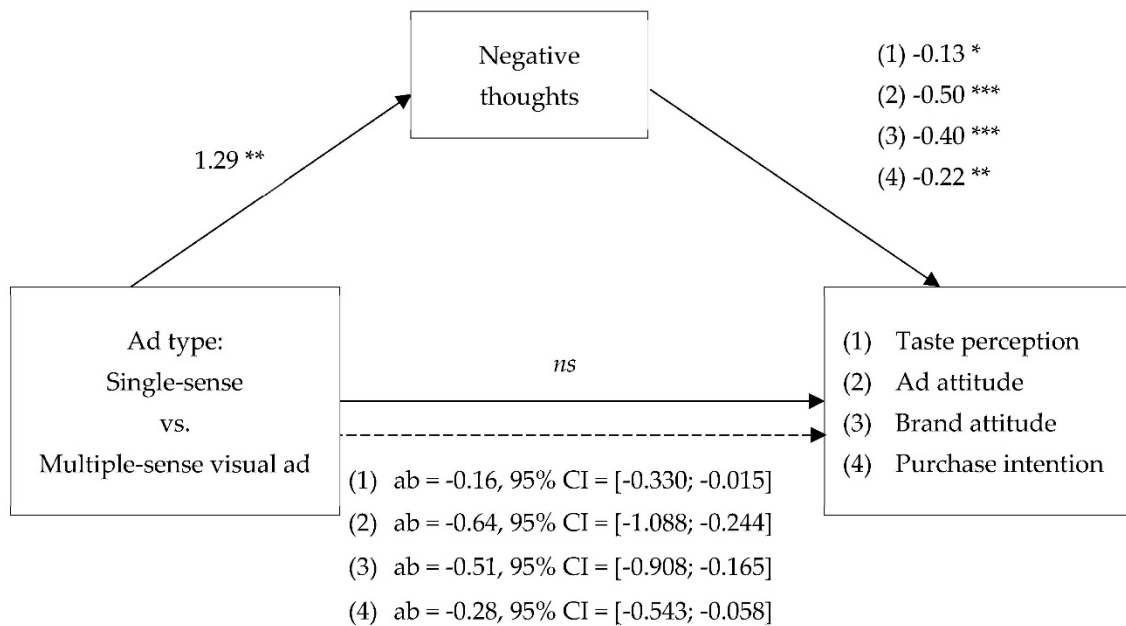 Negative
thoughts
(1) -0.13 *
(2) -0.50 ***
(3) -0.40 ***
(4) -0.22 **
1.29 **
Ad type:
Single-sense
vs.
Multiple-sense visual ad
ns
(1) Taste perception
(2) Ad attitude
(3) Brand attitude
(4) Purchase intention
(1) ab = -0.16, 95% CI = [-0.330; -0.015]
(2) ab = -0.64, 95% CI = [-1.088; -0.244]
(3) ab = -0.51, 95% CI = [-0.908; -0.165]
(4) ab = -0.28, 95% CI = [-0.543; -0.058]